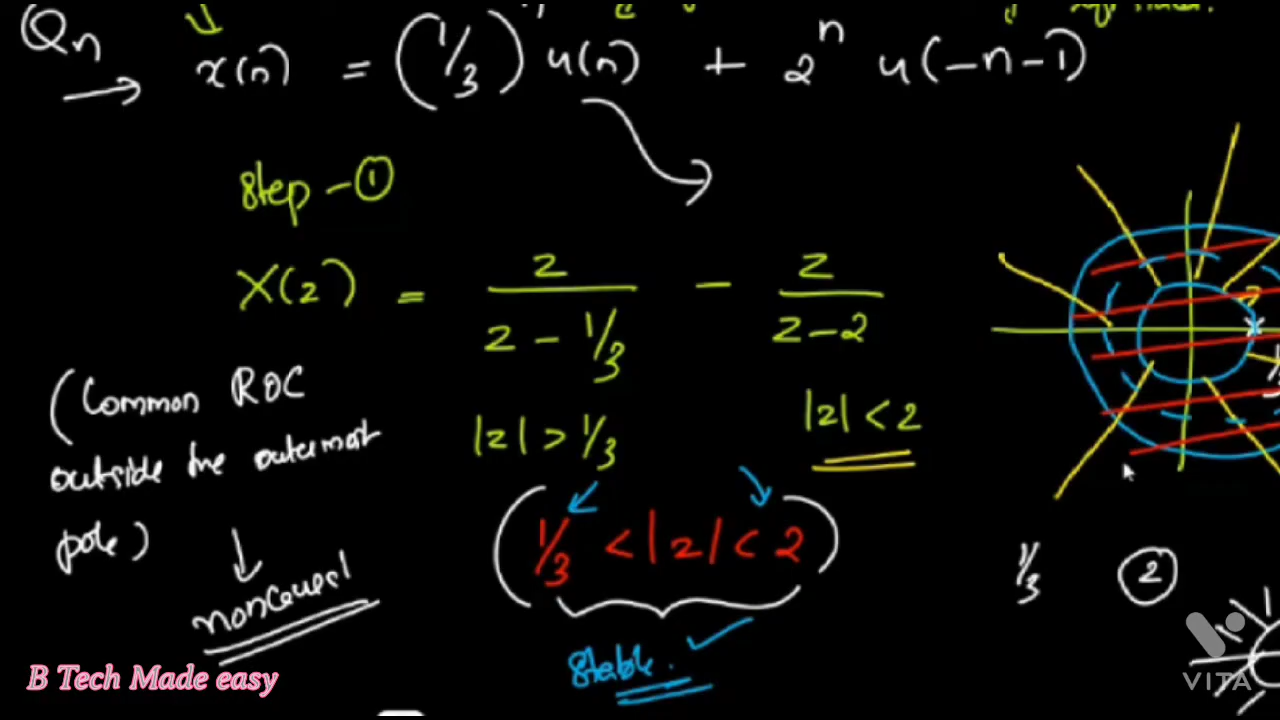 Qn
x(n) = (1/3)^n u(n) + 2^n u(-n-1)
Step - ①
X(z) = z / (z - 1/3) - z / (z - 2)
|z| > 1/3 |z| < 2
(Common ROC
outside the outermost
pole)
noncausal
(1/3 < |z| < 2)
stable.
1/3 2
B Tech Made easy
VITA